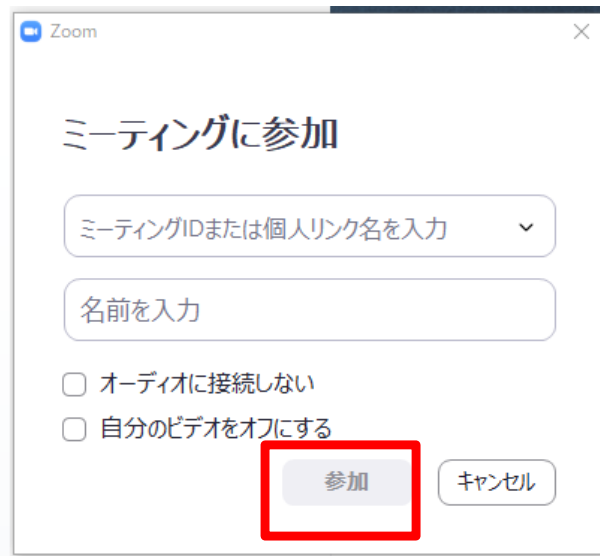 Zoom
ミーティングに参加
ミーティングIDまたは個人リンク名を入力
名前を入力
オーディオに接続しない
自分のビデオをオフにする
参加
キャンセル